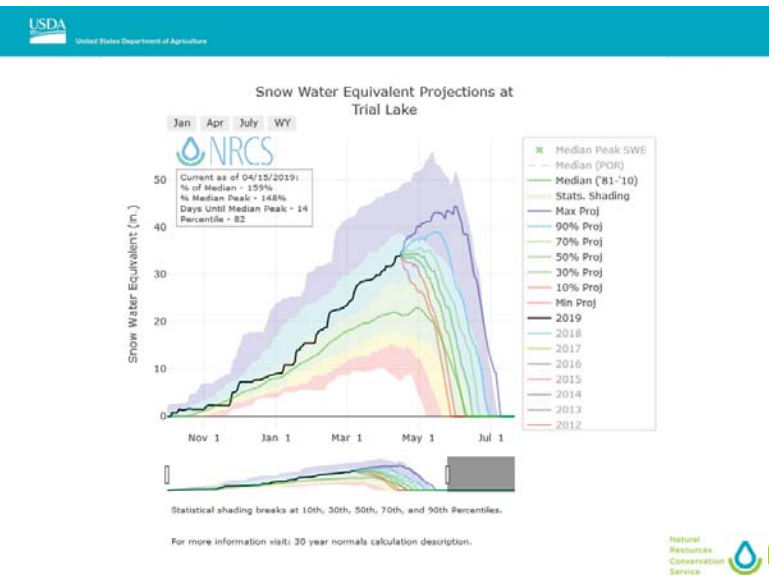 USDA
United States Department of Agriculture
Snow Water Equivalent Projections at
Trial Lake
Jan Apr July WY
NRCS
Current as of 04/15/2019:
% of Median - 159%
% Median Peak - 148%
Days Until Median Peak - 14
Percentile - 82
Snow Water Equivalent (in.)
50
40
30
20
10
0
Nov 1 Jan 1 Mar 1 May 1 Jul 1
Median Peak SWE
Median (POR)
Median ('81-'10)
Stats. Shading
Max Proj
90% Proj
70% Proj
50% Proj
30% Proj
10% Proj
Min Proj
2019
2018
2017
2016
2015
2014
2013
2012
Statistical shading breaks at 10th, 30th, 50th, 70th, and 90th Percentiles.
For more information visit: 30 year normals calculation description.
Natural
Resources
Conservation
Service